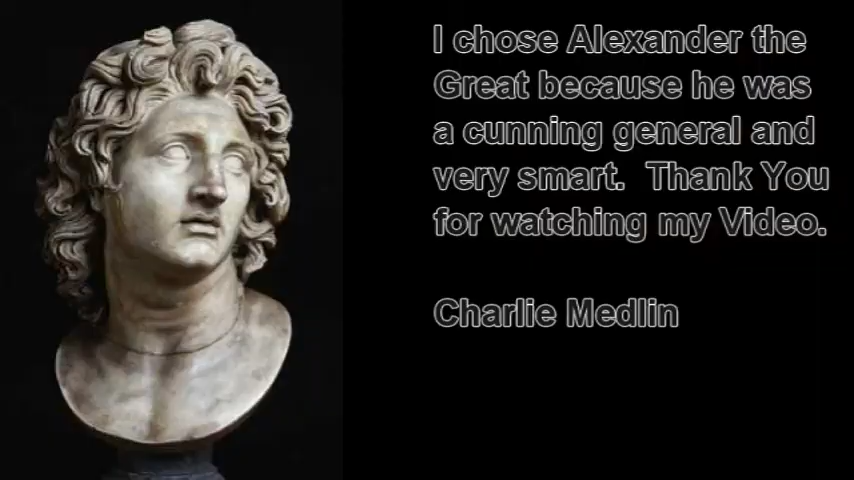 I chose Alexander the
Great because he was
a cunning general and
very smart.  Thank You
for watching my Video.
Charlie Medlin